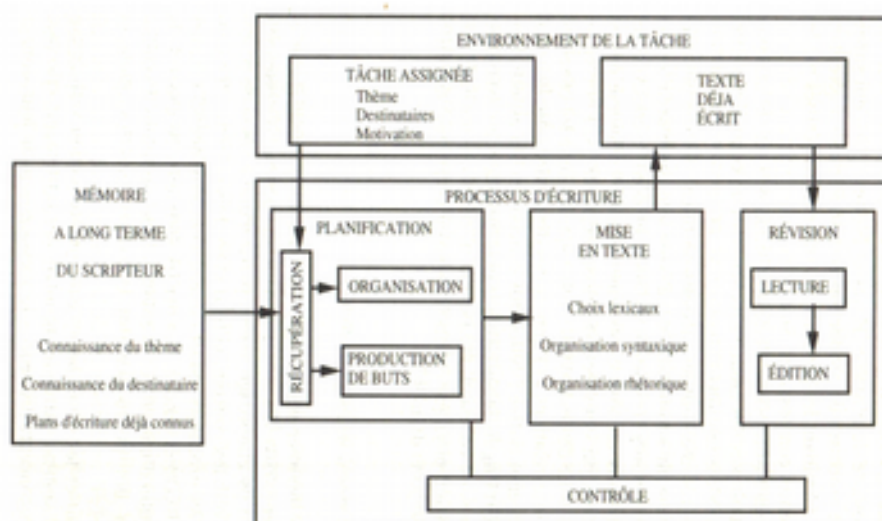 ENVIRONNEMENT DE LA TÂCHE
TÂCHE ASSIGNÉE
Thème
Destinataires
Motivation
TEXTE
DÉJA
ÉCRIT
MÉMOIRE
A LONG TERME
DU SCRIPTEUR
Connaissance du thème
Connaissance du destinataire
Plans d'écriture déjà connus
PROCESSUS D'ÉCRITURE
PLANIFICATION
RÉCUPÉRATION
ORGANISATION
PRODUCTION
DE BUTS
MISE
EN TEXTE
Choix lexicaux
Organisation syntaxique
Organisation rhétorique
RÉVISION
LECTURE
ÉDITION
CONTRÔLE